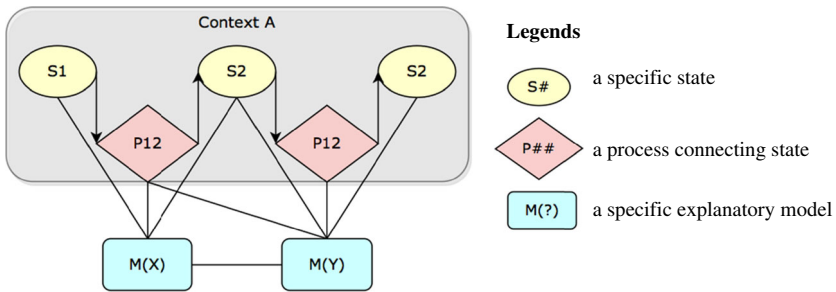 Context A
S1
S2
S2
P12
P12
M(X)
M(Y)
Legends
S#
a specific state
P##
a process connecting state
M(?)
a specific explanatory model